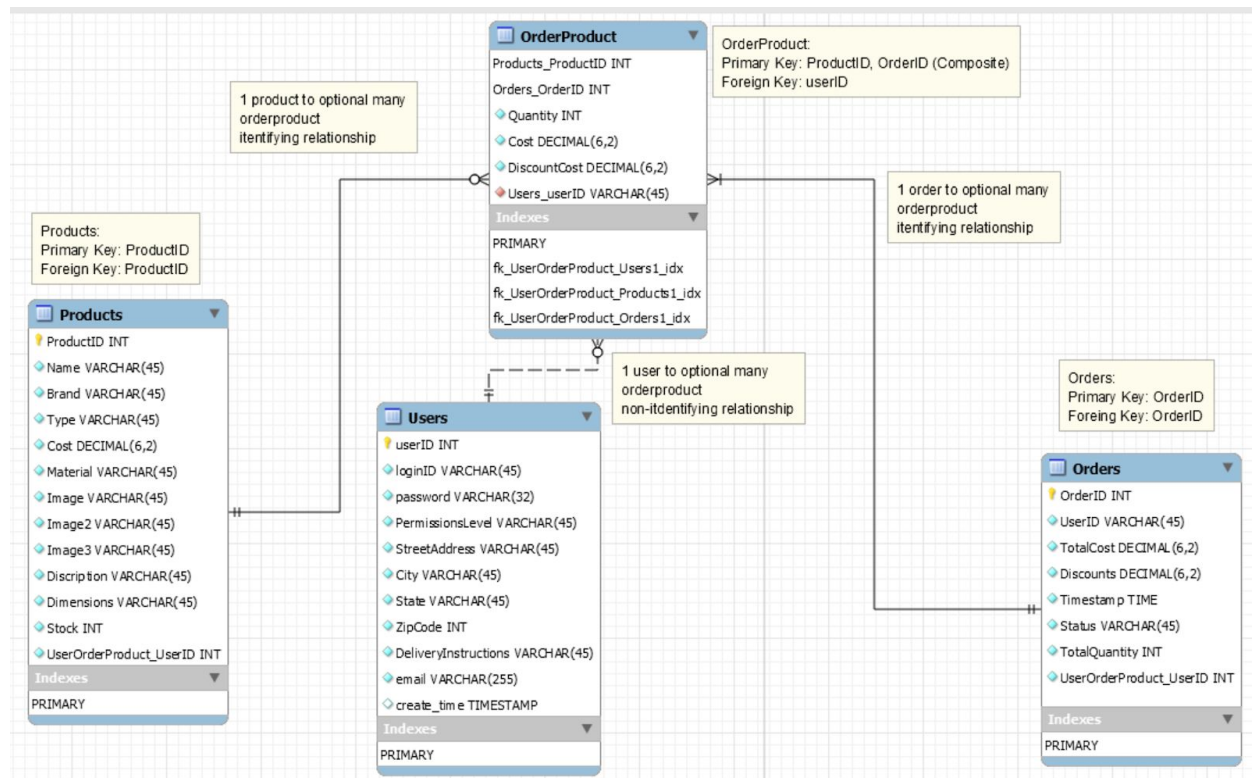 OrderProduct
Products_ProductID INT
Orders_OrderID INT
Quantity INT
Cost DECIMAL(6,2)
DiscountCost DECIMAL(6,2)
Users_userID VARCHAR(45)
Indexes
PRIMARY
fk_UserOrderProduct_Users1_idx
fk_UserOrderProduct_Products1_idx
fk_UserOrderProduct_Orders1_idx
OrderProduct:
Primary Key: ProductID, OrderID (Composite)
Foreign Key: userID
1 product to optional many
orderproduct
itentifying relationship
1 order to optional many
orderproduct
itentifying relationship
Products:
Primary Key: ProductID
Foreign Key: ProductID
Products
ProductID INT
Name VARCHAR(45)
Brand VARCHAR(45)
Type VARCHAR(45)
Cost DECIMAL(6,2)
Material VARCHAR(45)
Image VARCHAR(45)
Image2 VARCHAR(45)
Image3 VARCHAR(45)
Discription VARCHAR(45)
Dimensions VARCHAR(45)
Stock INT
UserOrderProduct_UserID INT
Indexes
PRIMARY
1 user to optional many
orderproduct
non-itdentifying relationship
Users
userID INT
loginID VARCHAR(45)
password VARCHAR(32)
PermissionsLevel VARCHAR(45)
StreetAddress VARCHAR(45)
City VARCHAR(45)
State VARCHAR(45)
ZipCode INT
DeliveryInstructions VARCHAR(45)
email VARCHAR(255)
create_time TIMESTAMP
Indexes
PRIMARY
Orders:
Primary Key: OrderID
Foreing Key: OrderID
Orders
OrderID INT
UserID VARCHAR(45)
TotalCost DECIMAL(6,2)
Discounts DECIMAL(6,2)
Timestamp TIME
Status VARCHAR(45)
TotalQuantity INT
UserOrderProduct_UserID INT
Indexes
PRIMARY